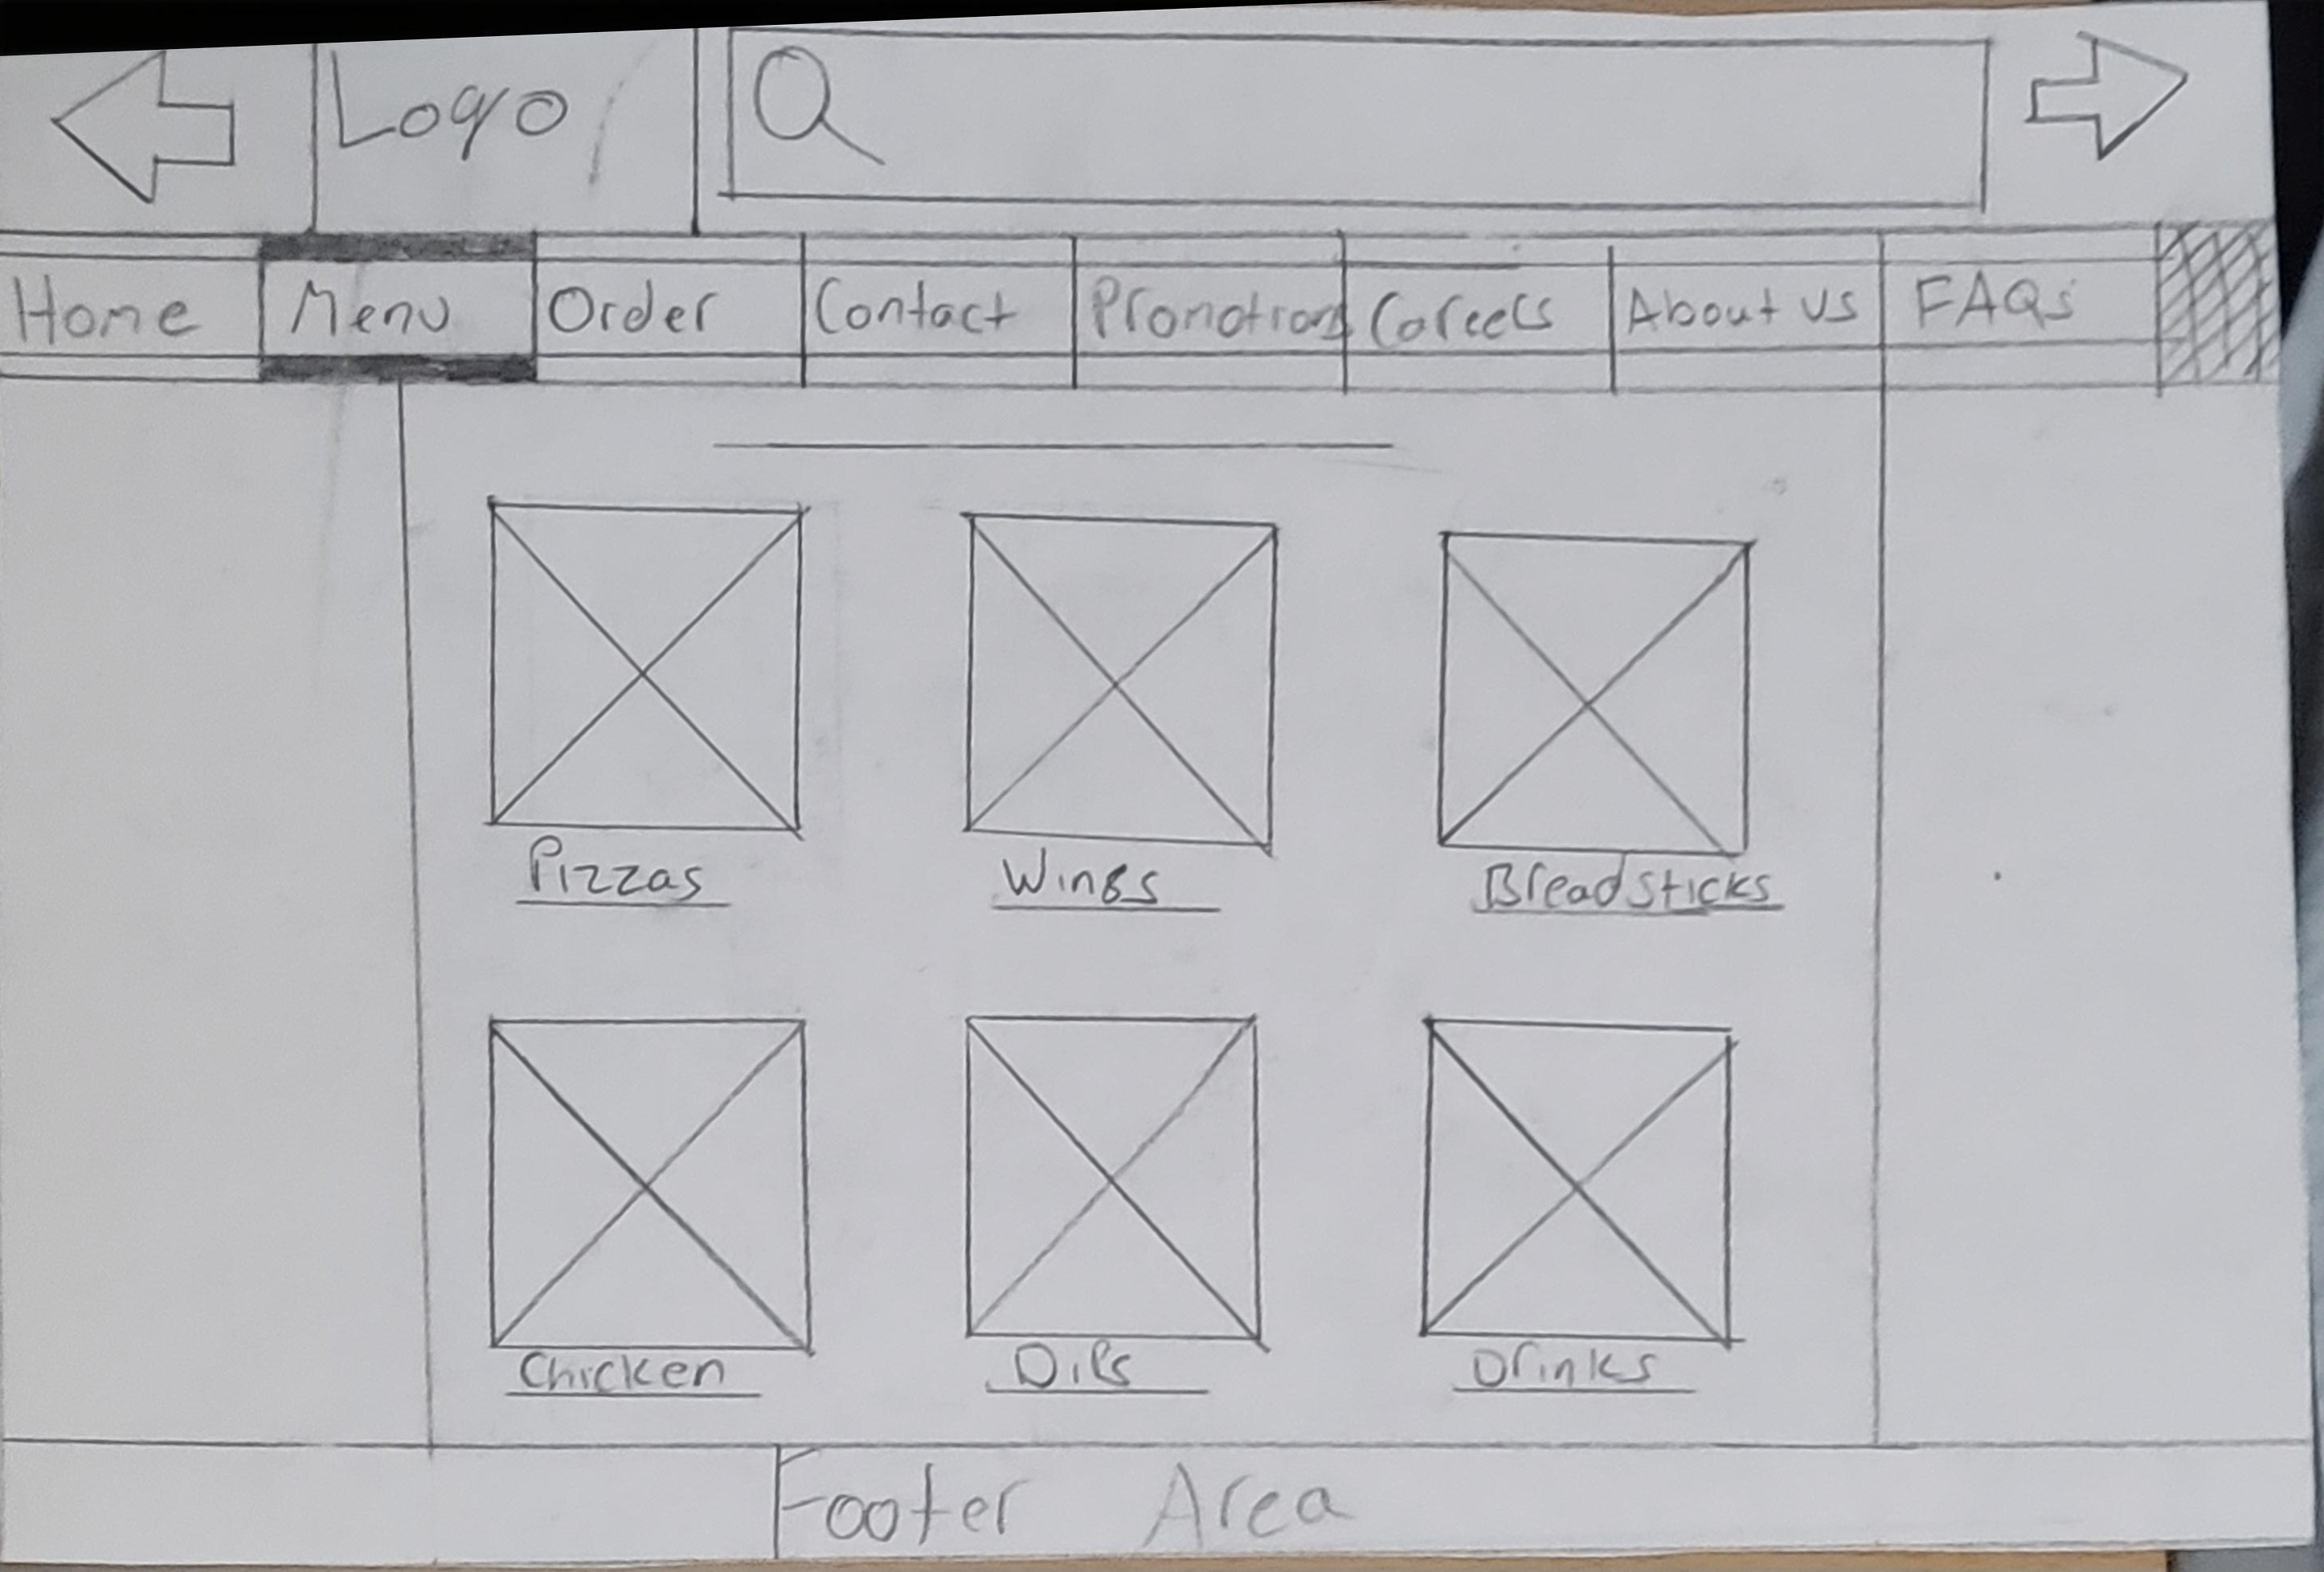 Logo
Home Menu Order Contact Promotions Careers About us FAQs
Pizzas Wings Breadsticks
Chicken Dips Drinks
Footer Area